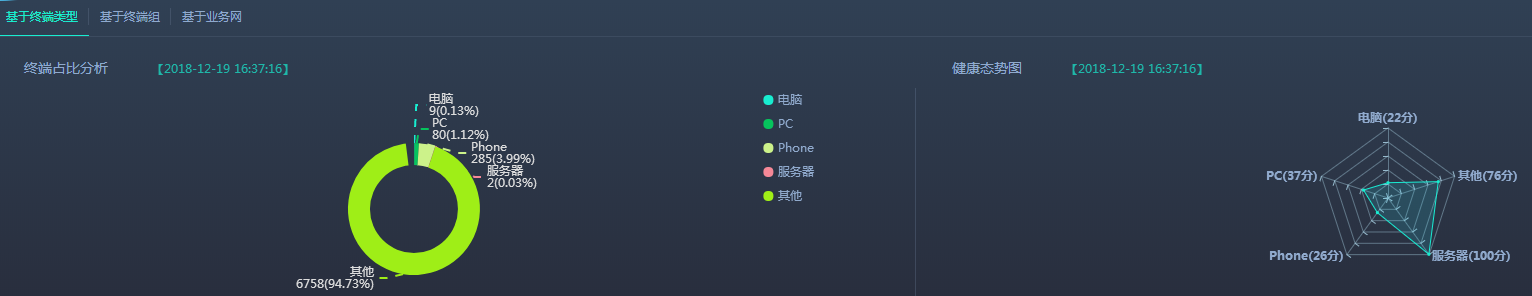 基于终端类型
基于终端组
基于业务网
终端占比分析
【2018-12-19 16:37:16】
电脑
9(0.13%)
PC
80(1.12%)
Phone
285(3.99%)
服务器
2(0.03%)
其他
6758(94.73%)
电脑
PC
Phone
服务器
其他
健康态势图
【2018-12-19 16:37:16】
电脑(22分)
PC(37分)
其他(76分)
Phone(26分)
服务器(100分)